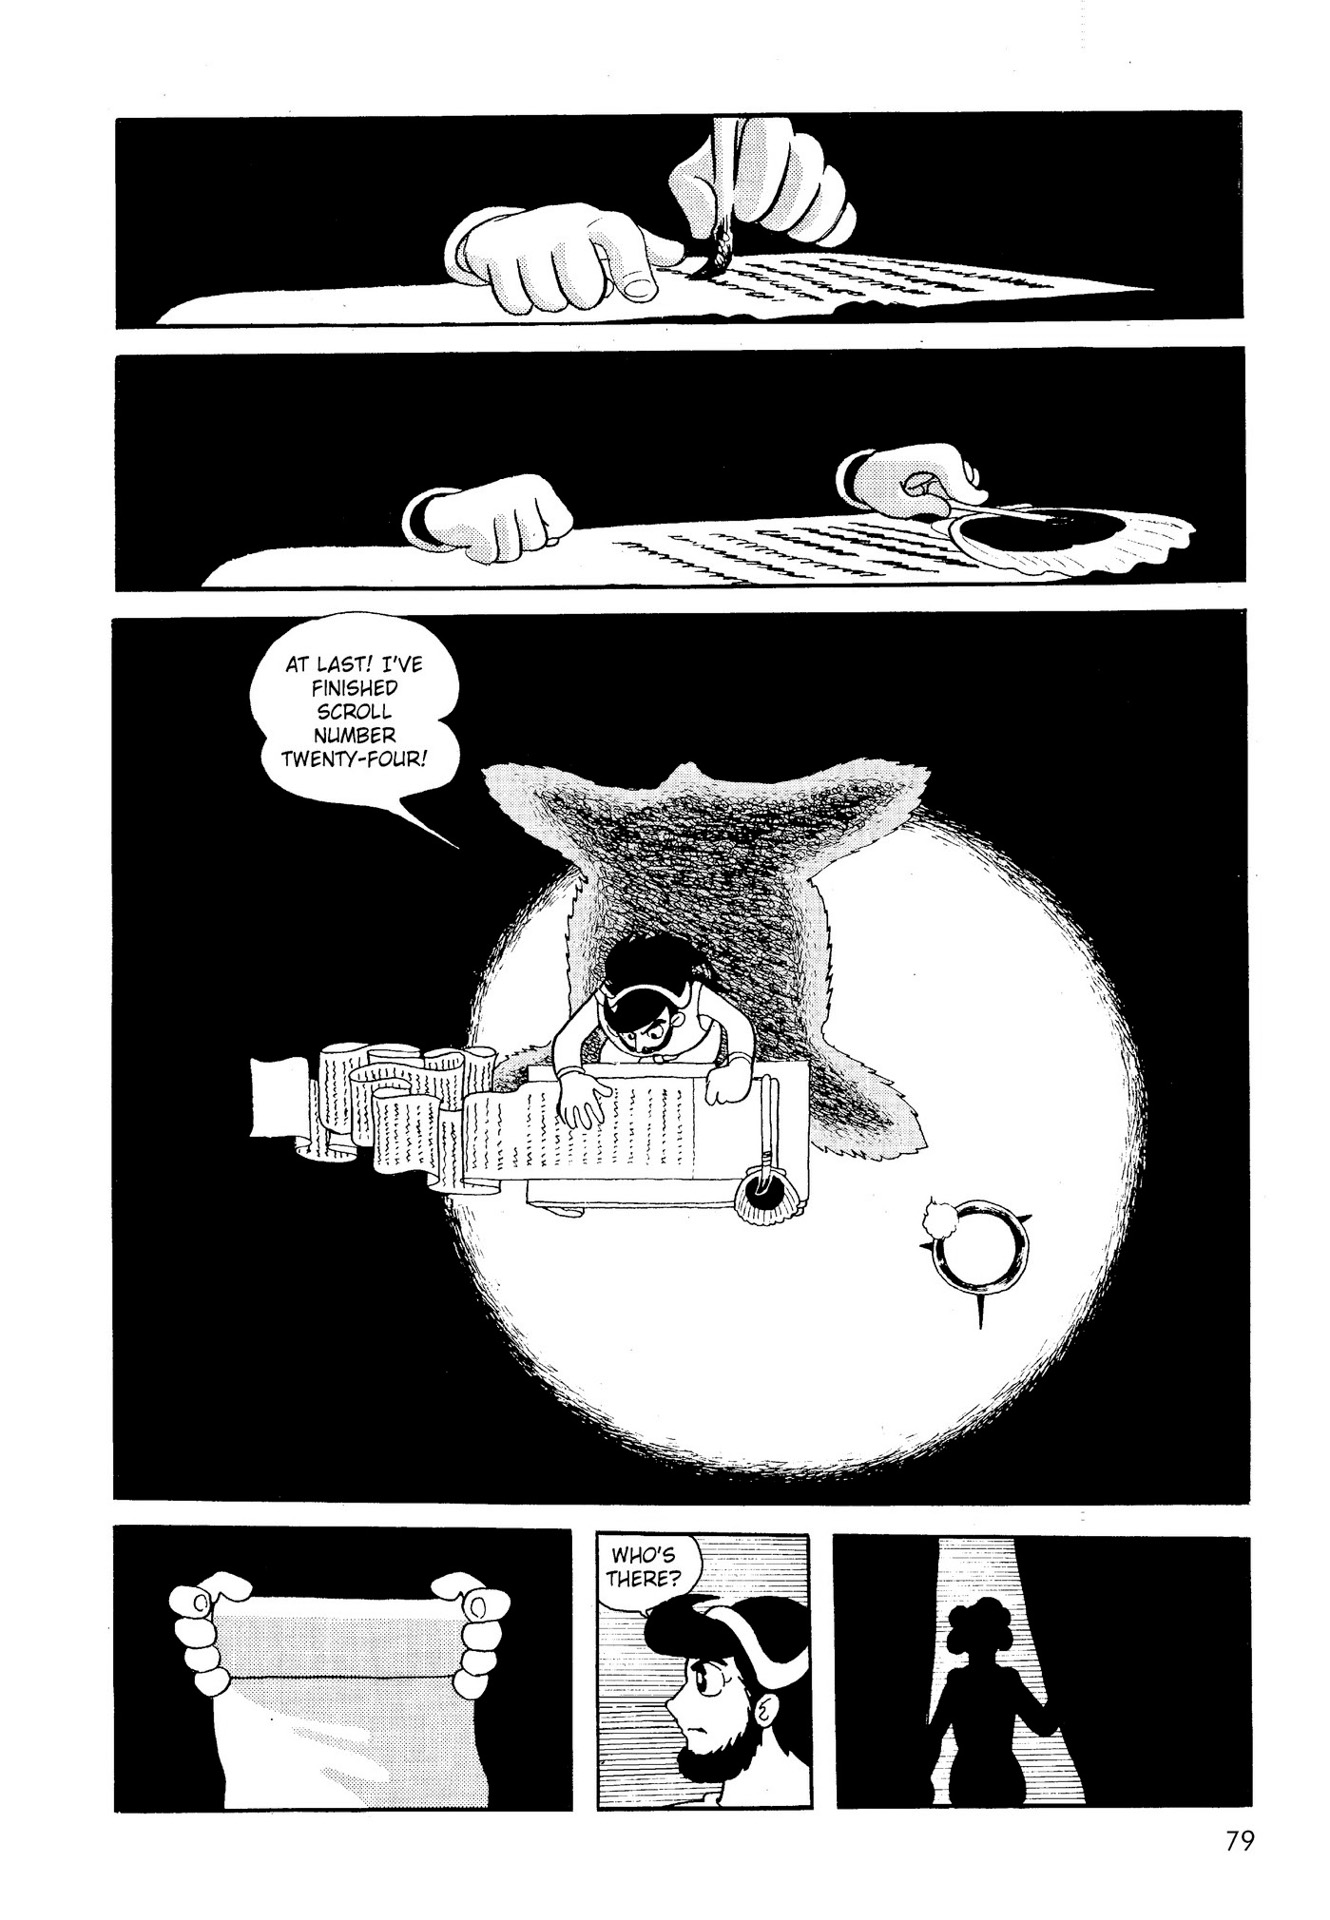 AT LAST! I'VE
FINISHED
SCROLL
NUMBER
TWENTY-FOUR!
WHO'S
THERE?
79